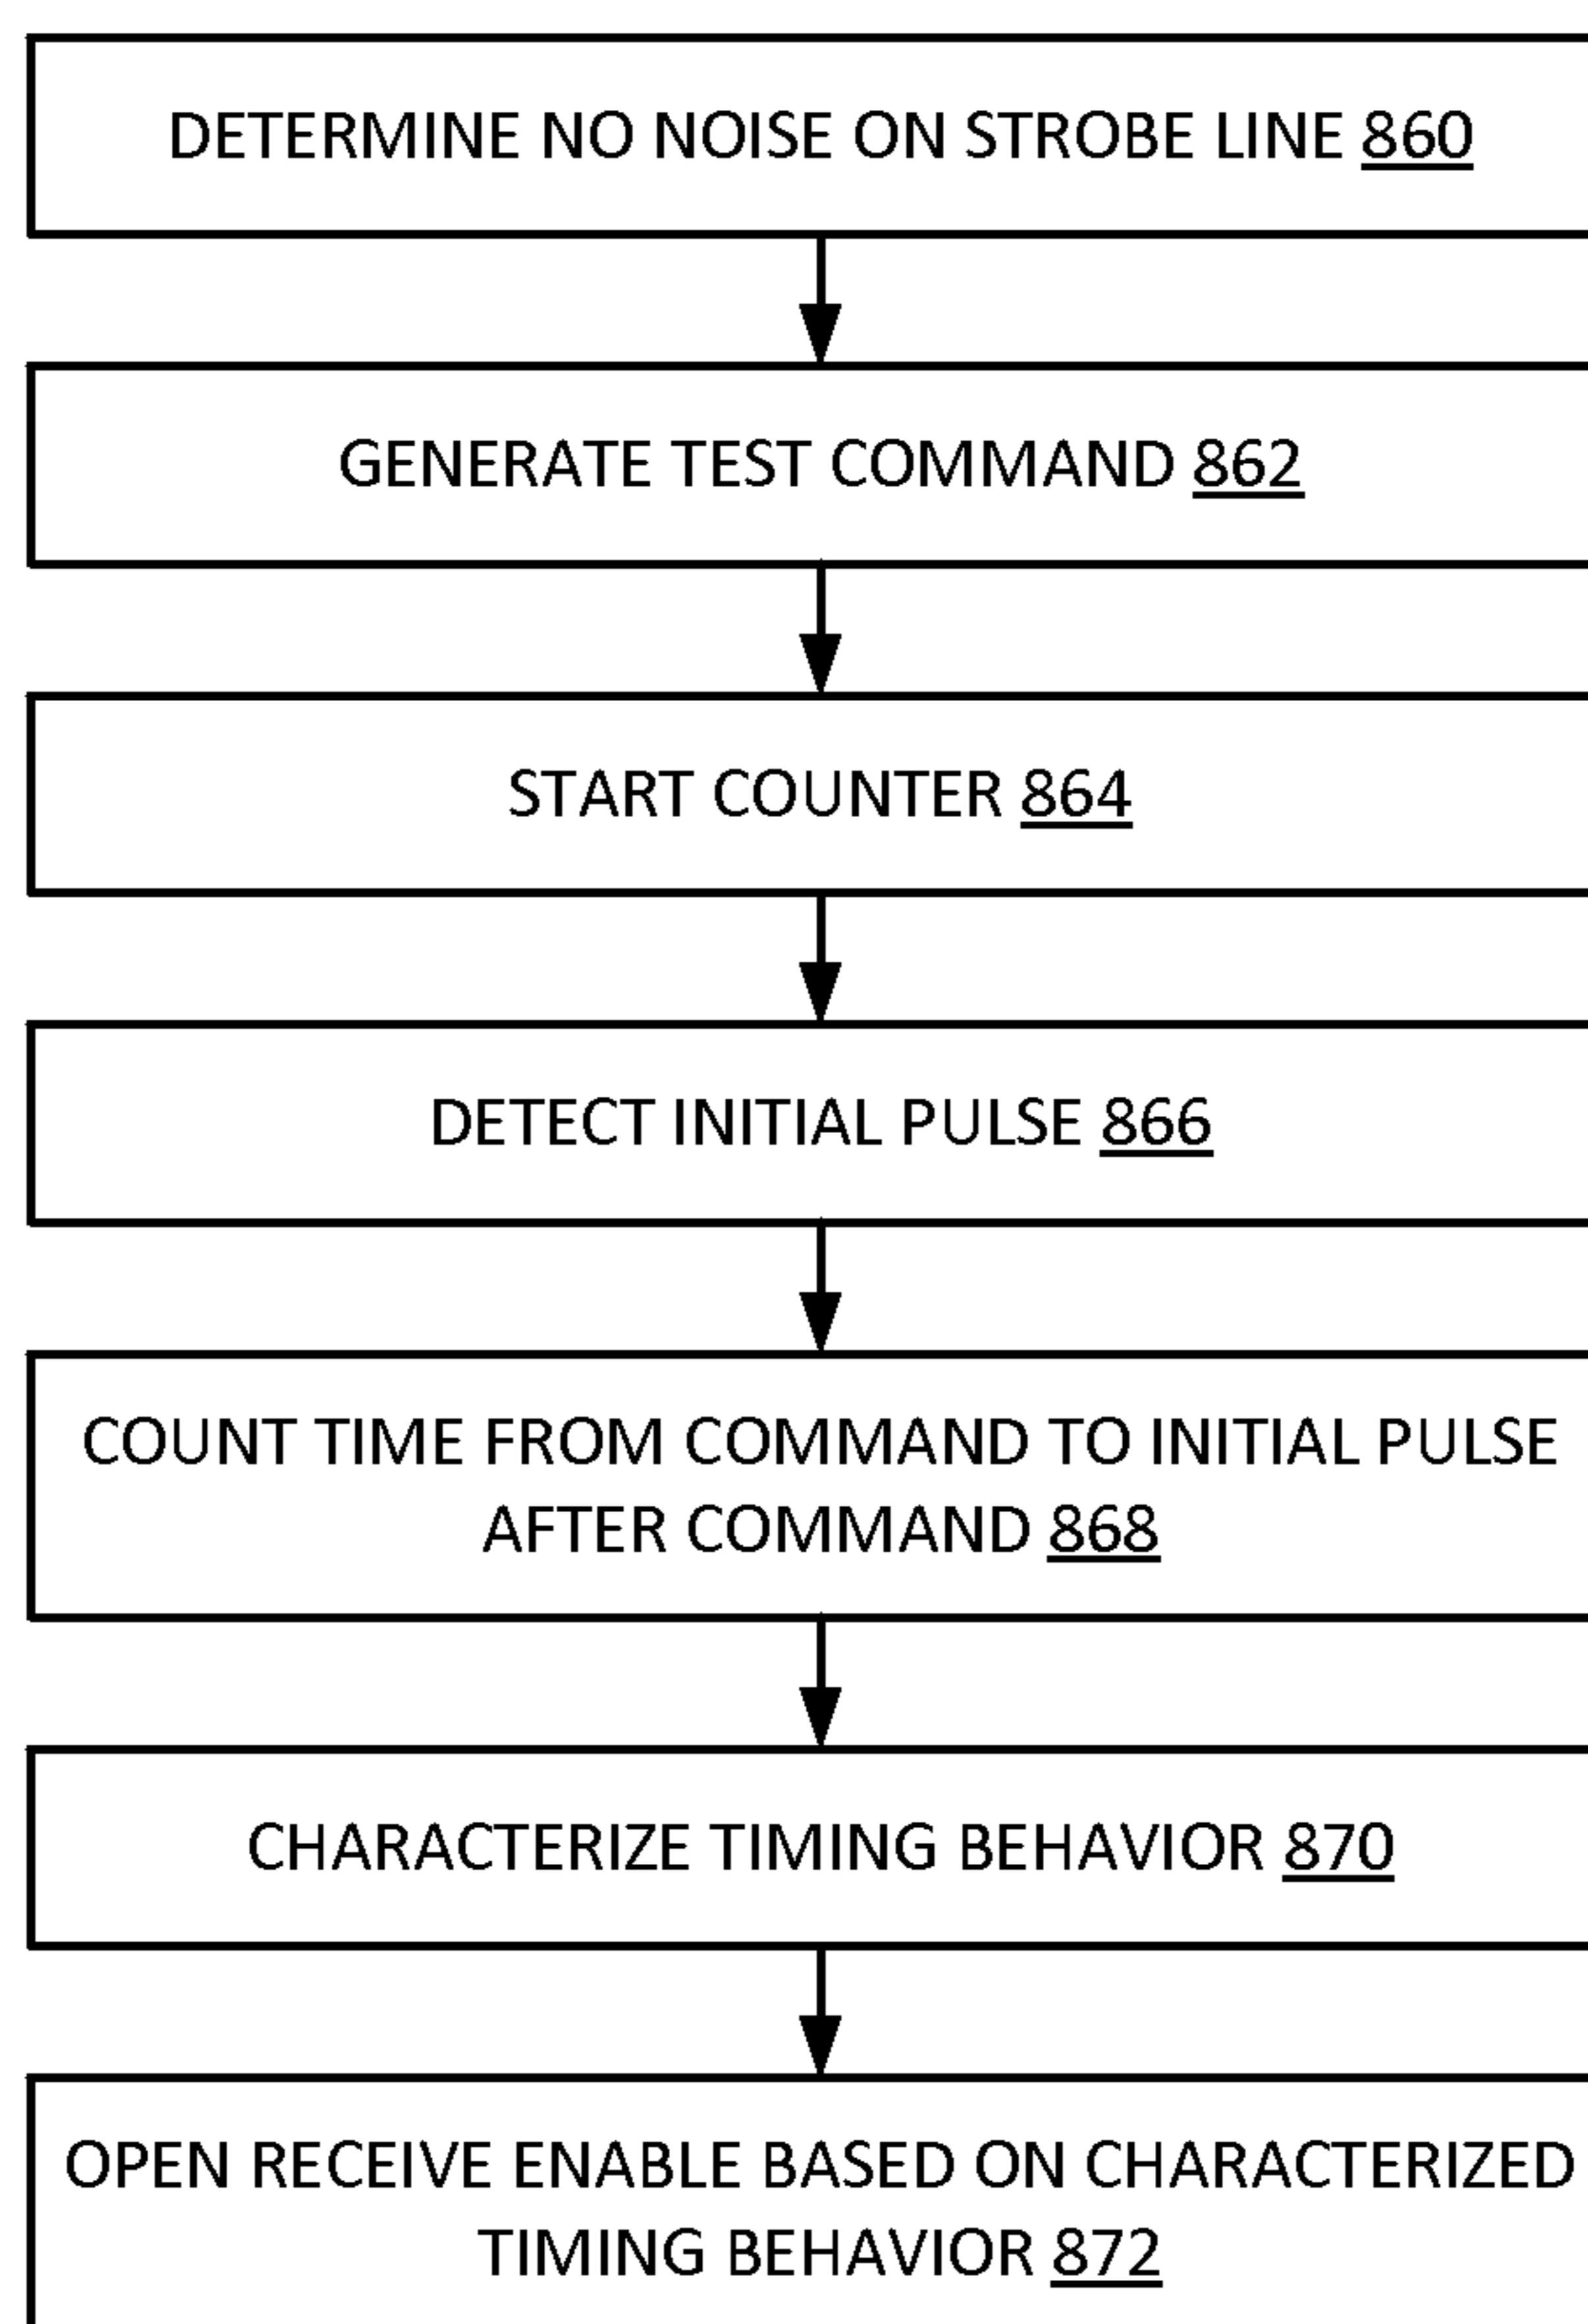 DETERMINE NO NOISE ON STROBE LINE 860
GENERATE TEST COMMAND 862
START COUNTER 864
DETECT INITIAL PULSE 866
COUNT TIME FROM COMMAND TO INITIAL PULSE
AFTER COMMAND 868
CHARACTERIZE TIMING BEHAVIOR 870
OPEN RECEIVE ENABLE BASED ON CHARACTERIZED
TIMING BEHAVIOR 872